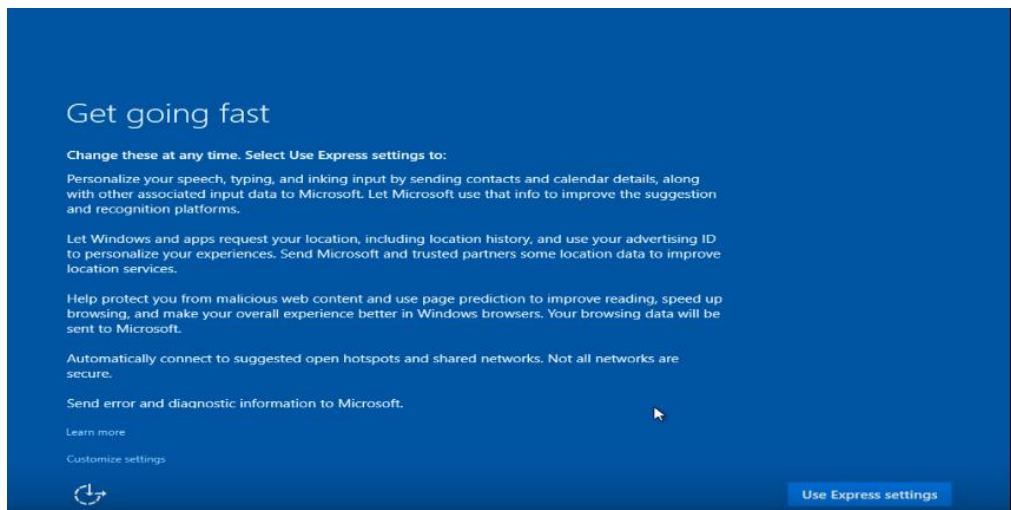 Get going fast
Change these at any time. Select Use Express settings to:
Personalize your speech, typing, and inking input by sending contacts and calendar details, along
with other associated input data to Microsoft. Let Microsoft use that info to improve the suggestion
and recognition platforms.
Let Windows and apps request your location, including location history, and use your advertising ID
to personalize your experiences. Send Microsoft and trusted partners some location data to improve
location services.
Help protect you from malicious web content and use page prediction to improve reading, speed up
browsing, and make your overall experience better in Windows browsers. Your browsing data will be
sent to Microsoft.
Automatically connect to suggested open hotspots and shared networks. Not all networks are
secure.
Send error and diagnostic information to Microsoft.
Learn more
Customize settings
Use Express settings